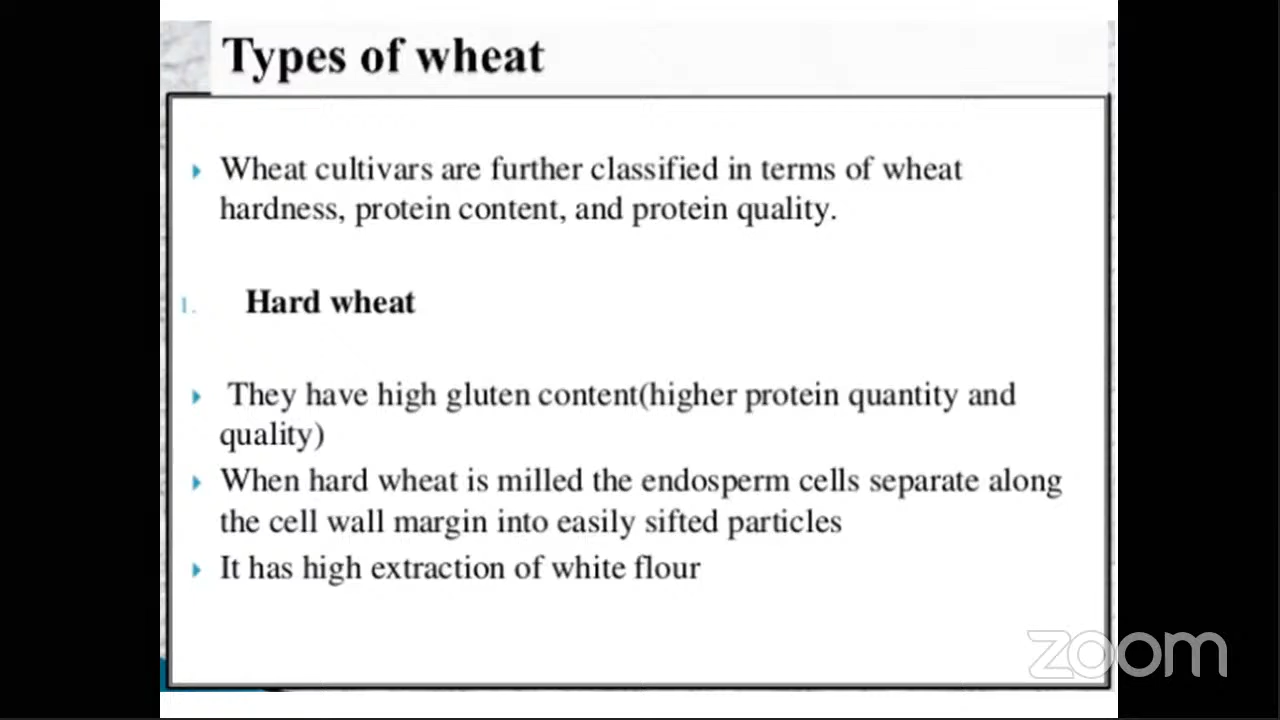 Types of wheat
Wheat cultivars are further classified in terms of wheat
hardness, protein content, and protein quality.
1. Hard wheat
They have high gluten content(higher protein quantity and
quality)
When hard wheat is milled the endosperm cells separate along
the cell wall margin into easily sifted particles
It has high extraction of white flour
zoom